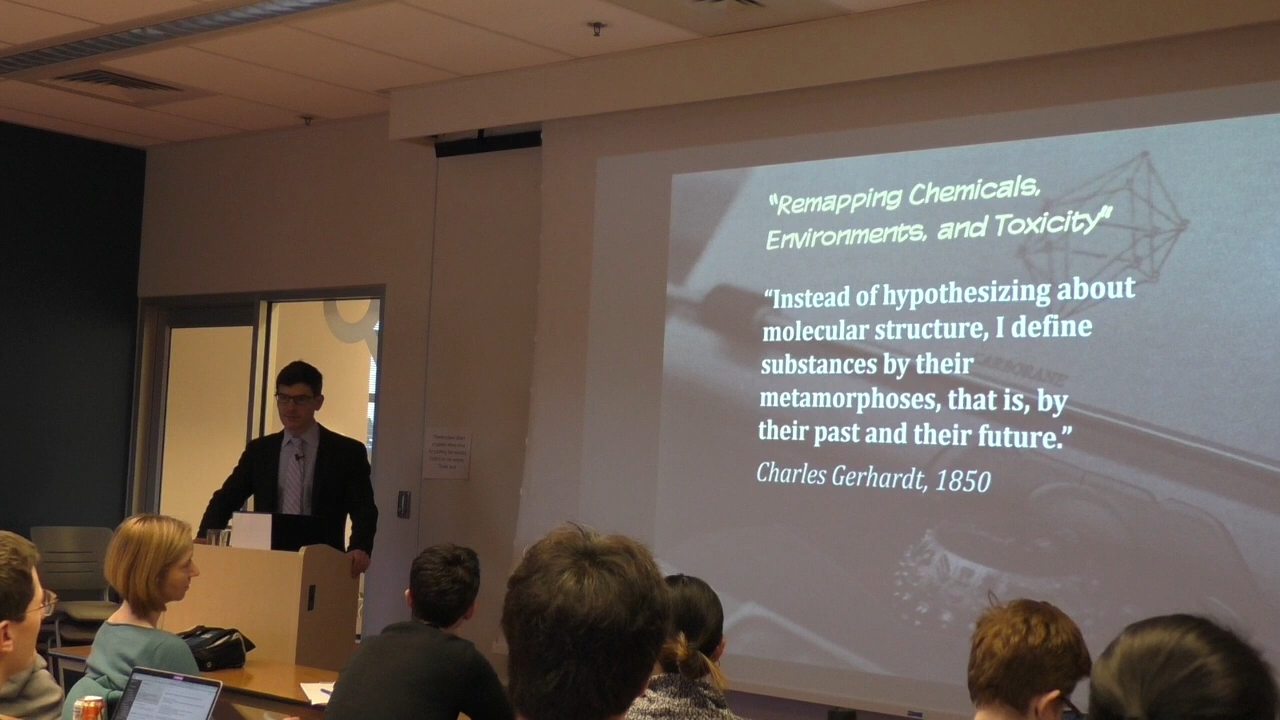 “Remapping Chemicals,
Environments, and Toxicity”
“Instead of hypothesizing about
molecular structure, I define
substances by their
metamorphoses, that is, by
their past and their future.”
Charles Gerhardt, 1850
CARBORANE